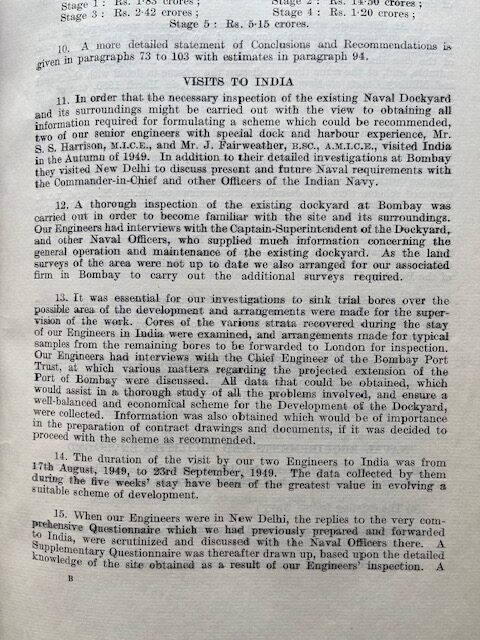 Stage 1 : Rs. 1·83 crores ; Stage 2 : Rs. 14·50 crores ;
Stage 3 : Rs. 2·42 crores ; Stage 4 : Rs. 1·20 crores ;
Stage 5 : Rs. 5·15 crores.
10. A more detailed statement of Conclusions and Recommendations is
given in paragraphs 73 to 103 with estimates in paragraph 94.
VISITS TO INDIA
11. In order that the necessary inspection of the existing Naval Dockyard
and its surroundings might be carried out with the view to obtaining all
information required for formulating a scheme which could be recommended,
two of our senior engineers with special dock and harbour experience, Mr.
S. S. Harrison, M.I.C.E., and Mr. J. Fairweather, B.SC., A.M.I.C.E., visited India
in the Autumn of 1949. In addition to their detailed investigations at Bombay
they visited New Delhi to discuss present and future Naval requirements with
the Commander-in-Chief and other Officers of the Indian Navy.
12. A thorough inspection of the existing dockyard at Bombay was
carried out in order to become familiar with the site and its surroundings.
Our Engineers had interviews with the Captain-Superintendent of the Dockyard,
and other Naval Officers, who supplied much information concerning the
general operation and maintenance of the existing dockyard. As the land
surveys of the area were not up to date we also arranged for our associated
firm in Bombay to carry out the additional surveys required.
13. It was essential for our investigations to sink trial bores over the
possible area of the development and arrangements were made for the super-
vision of the work. Cores of the various strata recovered during the stay
of our Engineers in India were examined, and arrangements made for typical
samples from the remaining bores to be forwarded to London for inspection.
Our Engineers had interviews with the Chief Engineer of the Bombay Port
Trust, at which various matters regarding the projected extension of the
Port of Bombay were discussed. All data that could be obtained, which
would assist in a thorough study of all the problems involved, and ensure a
well-balanced and economical scheme for the Development of the Dockyard,
were collected. Information was also obtained which would be of importance
in the preparation of contract drawings and documents, if it was decided to
proceed with the scheme as recommended.
14. The duration of the visit by our two Engineers to India was from
17th August, 1949, to 23rd September, 1949. The data collected by them
during the five weeks' stay have been of the greatest value in evolving a
suitable scheme of development.
15. When our Engineers were in New Delhi, the replies to the very com-
prehensive Questionnaire which we had previously prepared and forwarded
to India, were scrutinized and discussed with the Naval Officers there. A
Supplementary Questionnaire was thereafter drawn up, based upon the detailed
knowledge of the site obtained as a result of our Engineers' inspection. A
B